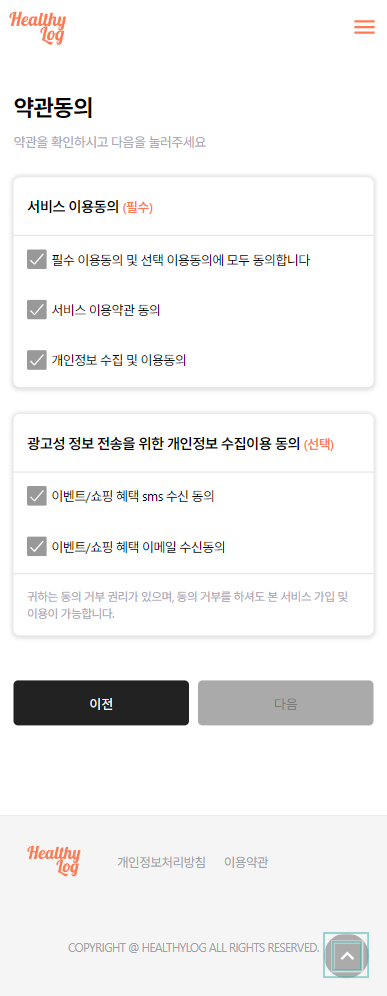 Healthy
Log
약관동의
약관을 확인하시고 다음을 눌러주세요
서비스 이용동의 (필수)
필수 이용동의 및 선택 이용동의에 모두 동의합니다
서비스 이용약관 동의
개인정보 수집 및 이용동의
광고성 정보 전송을 위한 개인정보 수집이용 동의 (선택)
이벤트/쇼핑 혜택 sms 수신 동의
이벤트/쇼핑 혜택 이메일 수신동의
귀하는 동의 거부 권리가 있으며, 동의 거부를 하셔도 본 서비스 가입 및
이용이 가능합니다.
이전 다음
Healthy
Log
개인정보처리방침 이용약관
COPYRIGHT @ HEALTHYLOG ALL RIGHTS RESERVED.